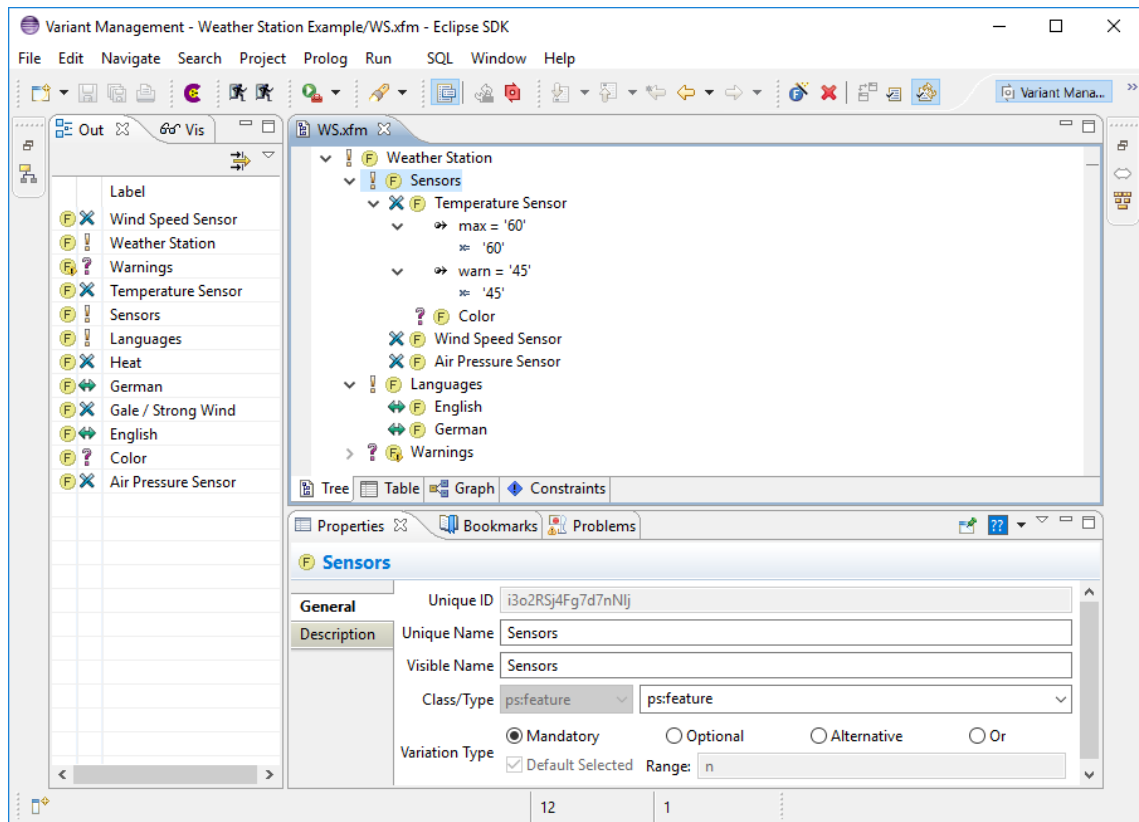 Variant Management - Weather Station Example/WS.xfm - Eclipse SDK
File Edit Navigate Search Project Prolog Run SQL Window Help
Variant Mana... »
Out Vis
Label
Wind Speed Sensor
Weather Station
Warnings
Temperature Sensor
Sensors
Languages
Heat
German
Gale / Strong Wind
English
Color
Air Pressure Sensor
WS.xfm
Weather Station
Sensors
Temperature Sensor
max = '60'
'60'
warn = '45'
'45'
Color
Wind Speed Sensor
Air Pressure Sensor
Languages
English
German
Warnings
Tree Table Graph Constraints
Properties Bookmarks Problems
Sensors
General
Description
Unique ID i3o2RSj4Fg7d7nNIj
Unique Name Sensors
Visible Name Sensors
Class/Type ps:feature ps:feature
Variation Type
Mandatory Optional Alternative Or
Default Selected Range: n
12 1